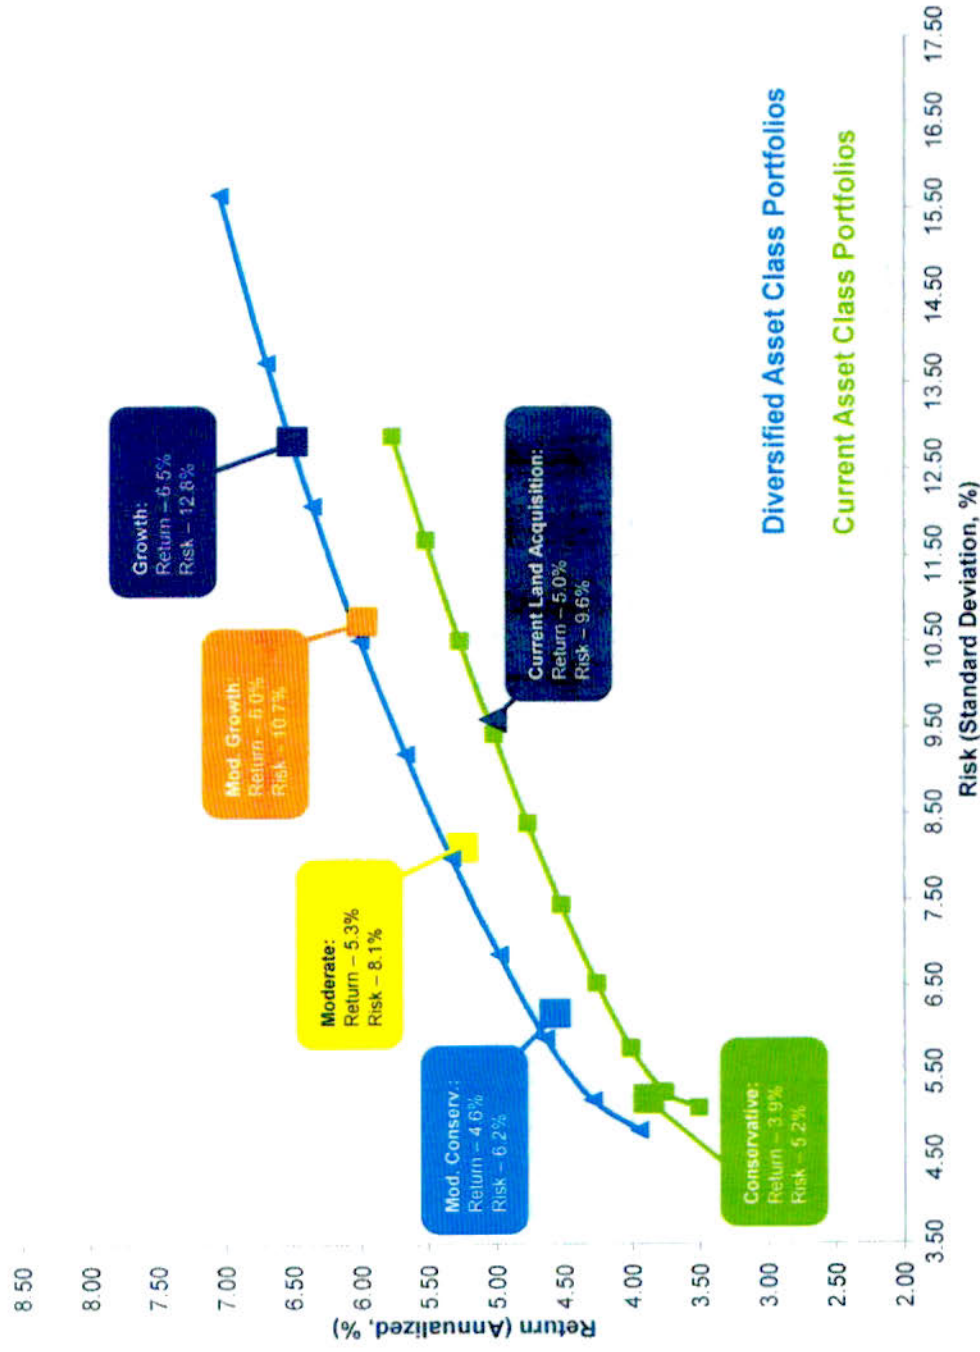 8.50
8.00
7.50
7.00
6.50
6.00
5.50
5.00
4.50
4.00
3.50
3.00
2.50
2.00
Return (Annualized, %)
Growth:
Return – 6.5%
Risk – 12.8%
Mod. Growth:
Return – 6.0%
Risk – 10.7%
Moderate:
Return – 5.3%
Risk – 8.1%
Mod. Conserv.:
Return – 4.6%
Risk – 6.2%
Current Land Acquisition:
Return – 5.0%
Risk – 9.6%
Conservative:
Return – 3.9%
Risk – 5.2%
Diversified Asset Class Portfolios
Current Asset Class Portfolios
3.50 4.50 5.50 6.50 7.50 8.50 9.50 10.50 11.50 12.50 13.50 14.50 15.50 16.50 17.50
Risk (Standard Deviation, %)